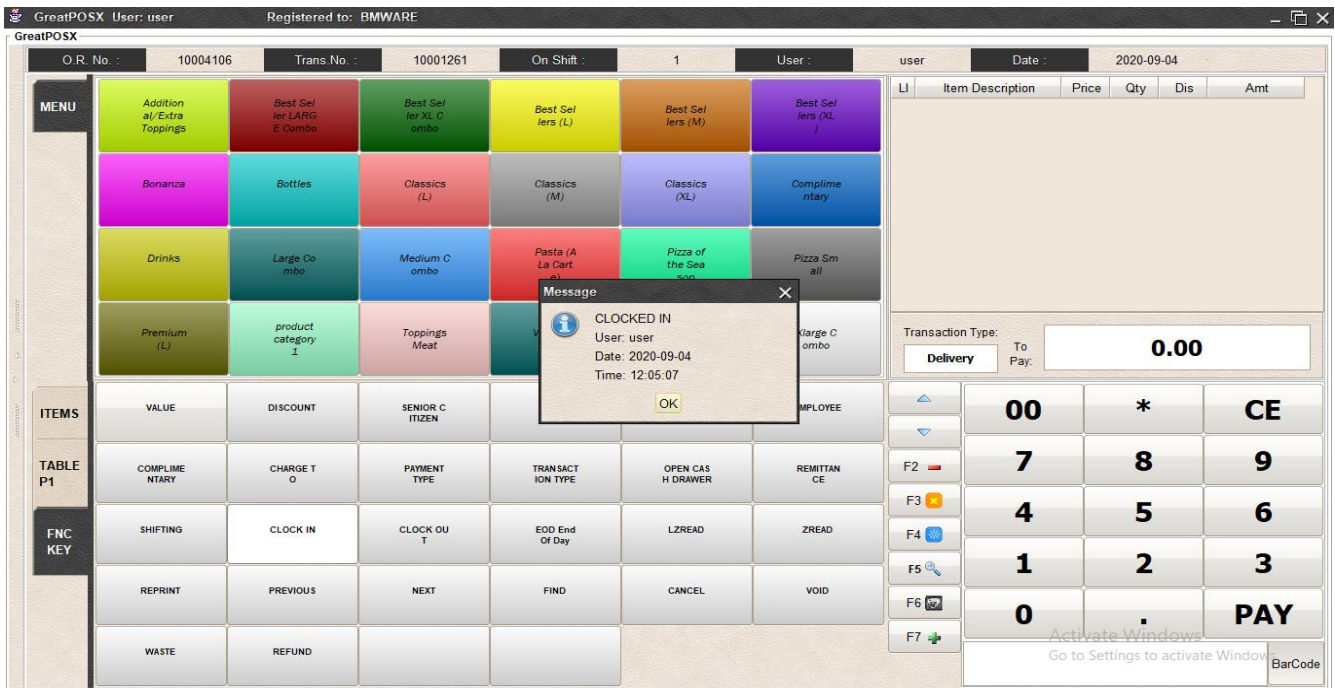 GreatPOSX User: user Registered to: BMWARE
GreatPOSX
O.R. No. : 10004106 Trans.No. : 10001261 On Shift : 1 User : user Date : 2020-09-04
MENU
Addition
al/Extra
Toppings
Best Sel
ler LARG
E Combo
Best Sel
ler XL C
ombo
Best Sel
lers (L)
Best Sel
lers (M)
Best Sel
lers (XL
)
Bonanza
Bottles
Classics
(L)
Classics
(M)
Classics
(XL)
Complime
ntary
Drinks
Large Co
mbo
Medium C
ombo
Pasta (A
La Cart
e)
Pizza of
the Sea
son
Pizza Sm
all
Premium
(L)
product
category
1
Toppings
Meat
Message
CLOCKED IN
User: user
Date: 2020-09-04
Time: 12:05:07
OK
LI Item Description Price Qty Dis Amt
Transaction Type:
Delivery
To
Pay:
0.00
ITEMS
TABLE
P1
FNC
KEY
VALUE
DISCOUNT
SENIOR C
ITIZEN
COMPLIME
NTARY
CHARGE T
O
PAYMENT
TYPE
TRANSACT
ION TYPE
OPEN CAS
H DRAWER
REMITTAN
CE
SHIFTING
CLOCK IN
CLOCK OU
T
EOD End
Of Day
LZREAD
ZREAD
REPRINT
PREVIOUS
NEXT
FIND
CANCEL
VOID
WASTE
REFUND
F2
F3
F4
F5
F6
F7
00 * CE
7 8 9
4 5 6
1 2 3
0 . PAY
Activate Windows
Go to Settings to activate Windows
BarCode